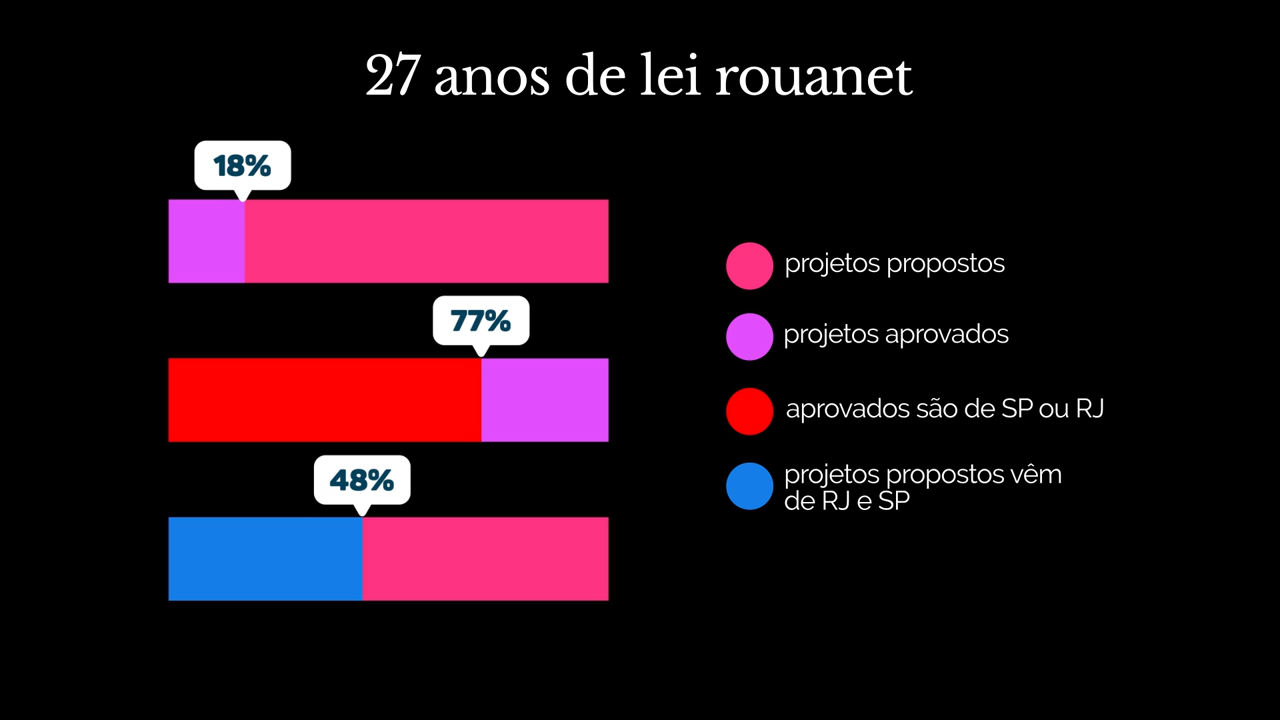 27 anos de lei rouanet
18%
77%
48%
projetos propostos
projetos aprovados
aprovados são de SP ou RJ
projetos propostos vêm
de RJ e SP